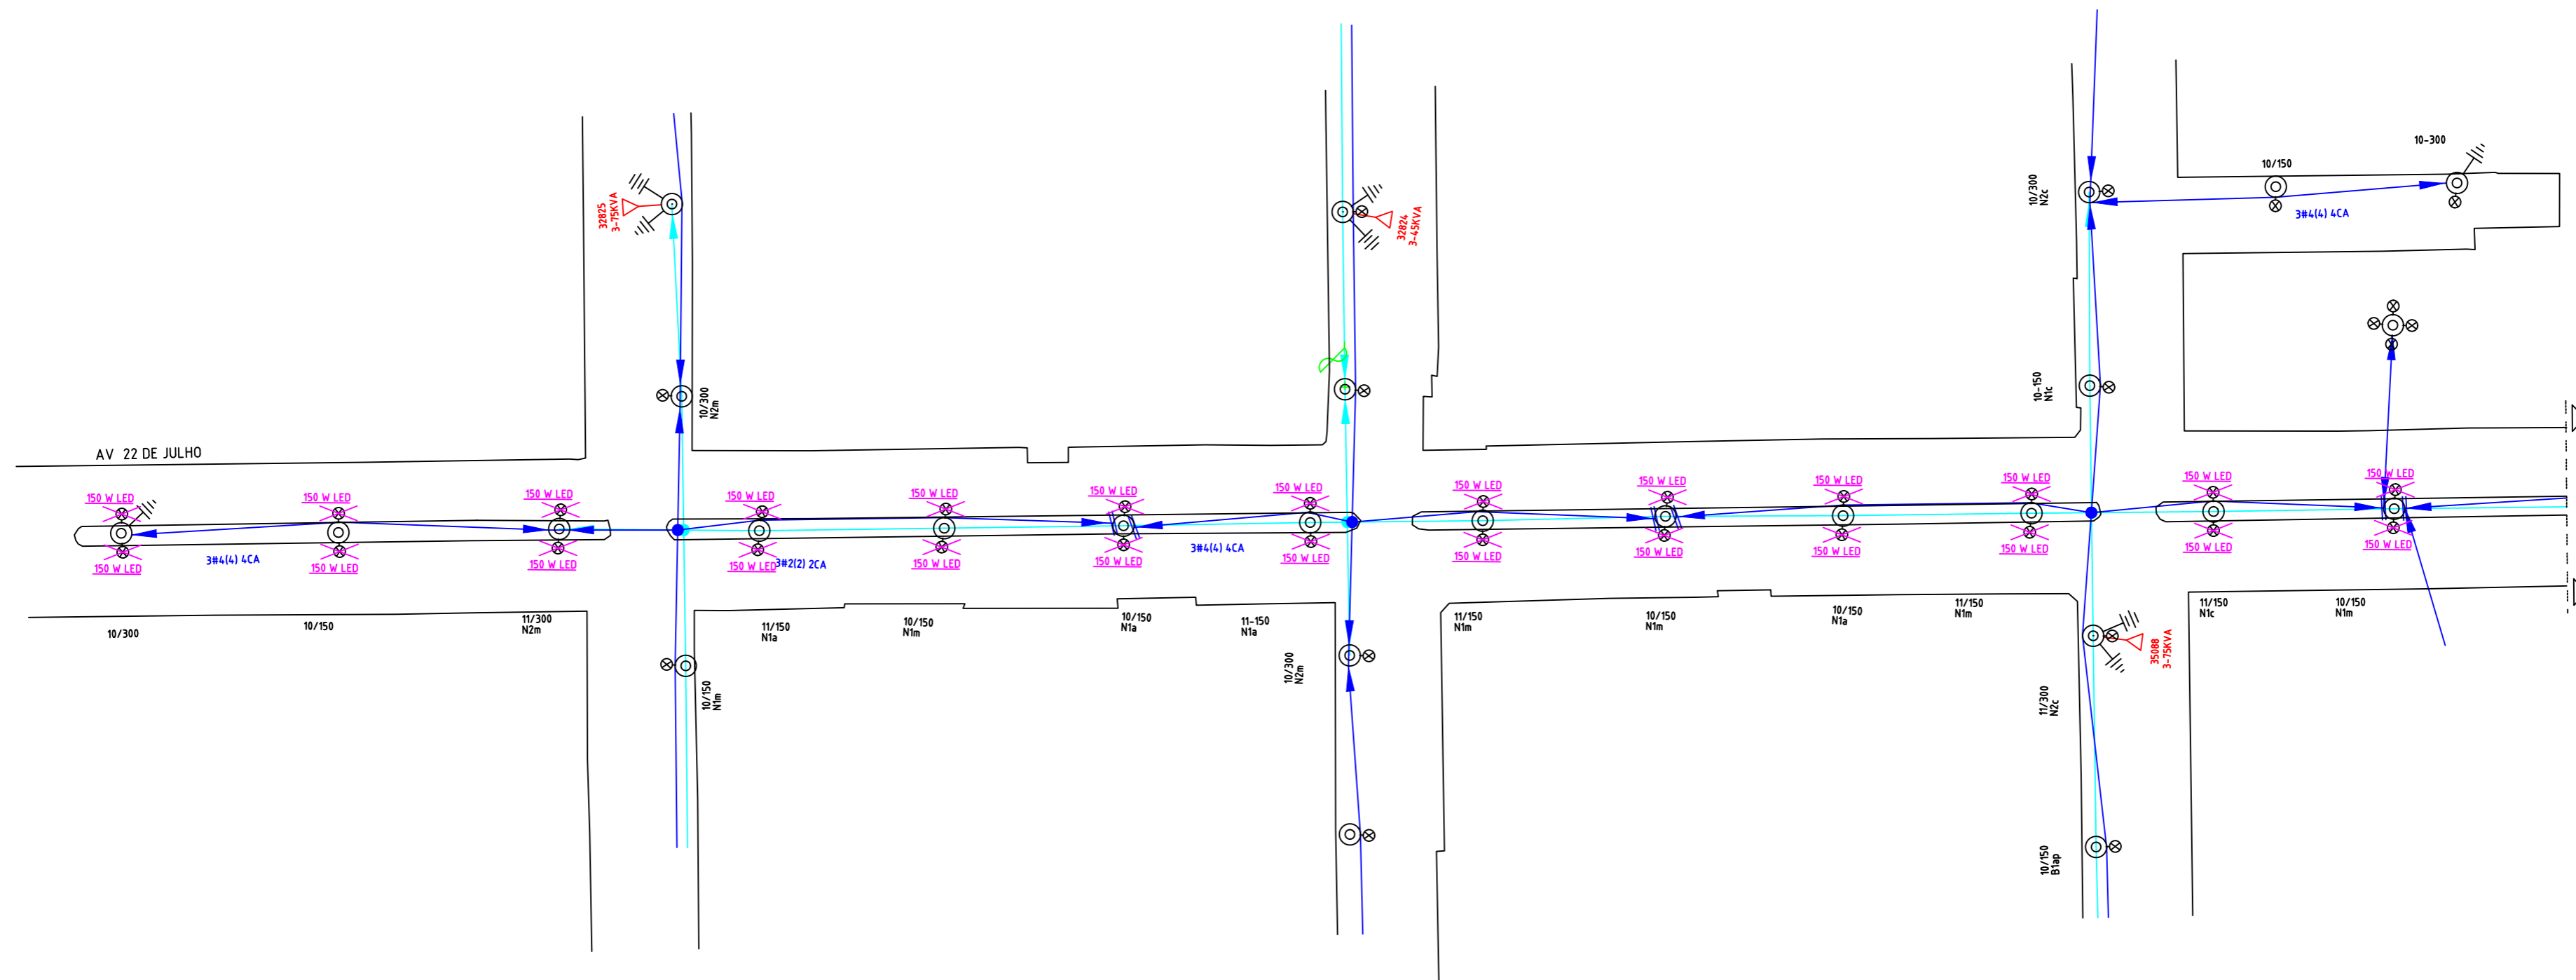 10-300
10/150
10/300
N2c
3#4(4) 4CA
32825
3-75KVA
32824
3-45KVA
10/300
N2m
10-150
N1c
AV 22 DE JULHO
150 W LED
150 W LED
150 W LED
150 W LED
150 W LED
150 W LED
150 W LED
150 W LED
150 W LED
150 W LED
150 W LED
150 W LED
150 W LED
3#4(4) 4CA
3#2(2) 2CA
3#4(4) 4CA
150 W LED
150 W LED
150 W LED
150 W LED
150 W LED
150 W LED
150 W LED
150 W LED
150 W LED
150 W LED
150 W LED
150 W LED
150 W LED
10/300
10/150
11/300
N2m
11/150
N1a
10/150
N1m
10/150
N1a
11-150
N1a
11/150
N1m
10/150
N1m
10/150
N1a
11/150
N1m
11/150
N1c
10/150
N1m
10/150
N1m
10/300
N2m
35088
3-75KVA
11/300
N2c
10/150
B1ap